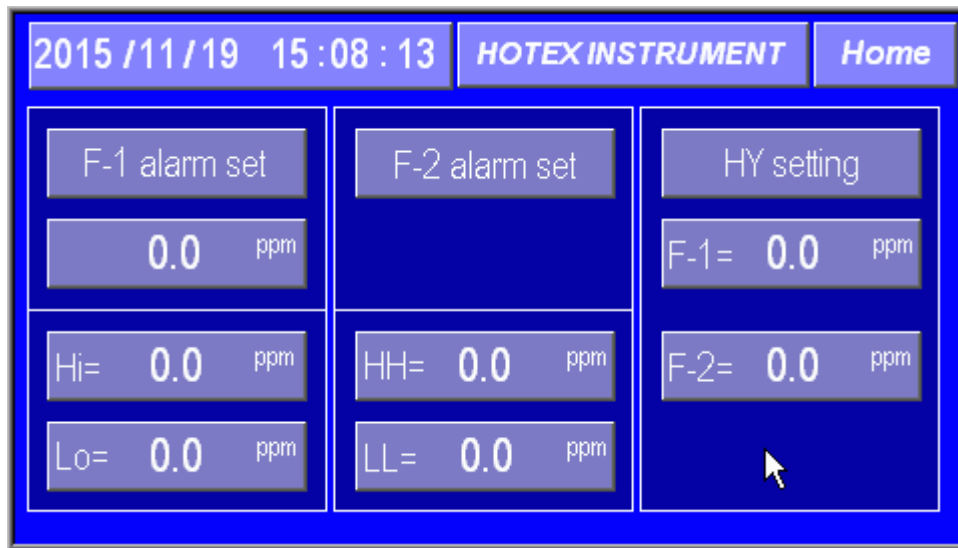 2015 /11/19 15:08:13 HOTEX INSTRUMENT Home
F-1 alarm set F-2 alarm set HY setting
0.0 ppm F-1= 0.0 ppm
Hi= 0.0 ppm HH= 0.0 ppm F-2= 0.0 ppm
Lo= 0.0 ppm LL= 0.0 ppm